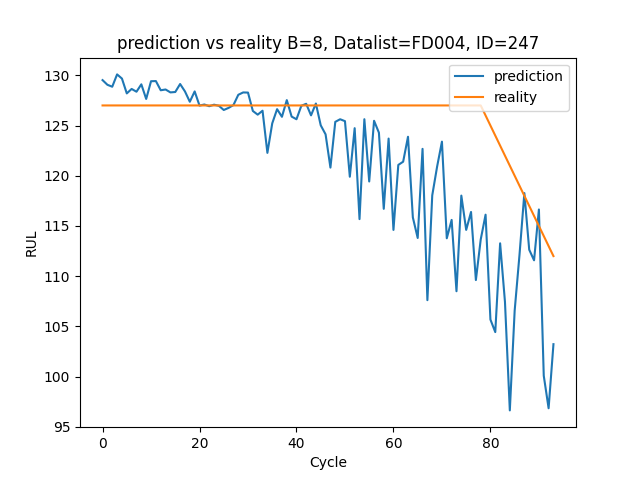 prediction vs reality B=8, Datalist=FD004, ID=247
prediction
reality
130
125
120
115
110
105
100
95
RUL
0
20
40
60
80
Cycle